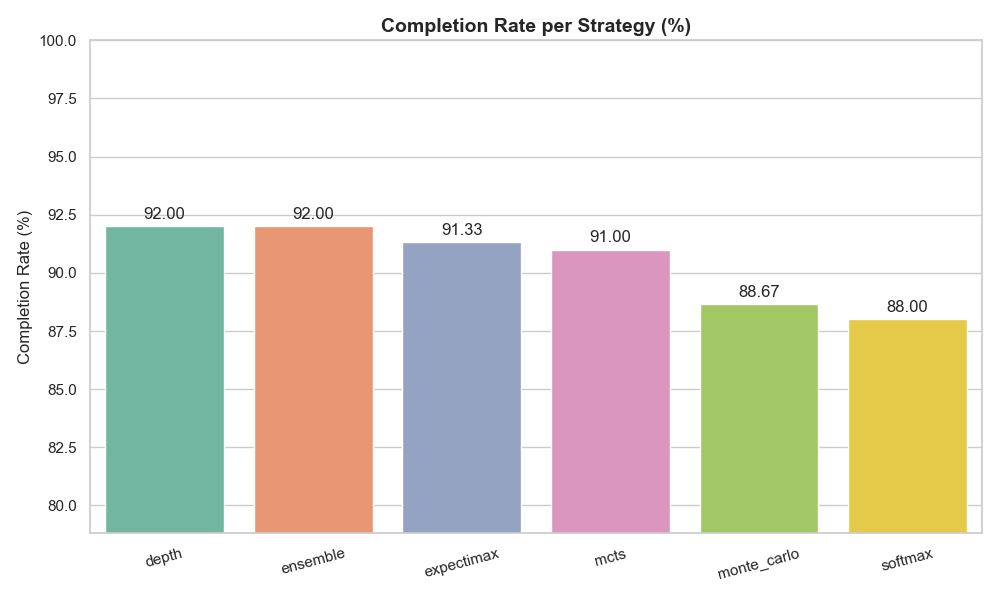 Completion Rate per Strategy (%)
100.0
97.5
95.0
92.5
90.0
87.5
85.0
82.5
80.0
Completion Rate (%)
92.00
92.00
91.33
91.00
88.67
88.00
depth
ensemble
expectimax
mcts
monte_carlo
softmax